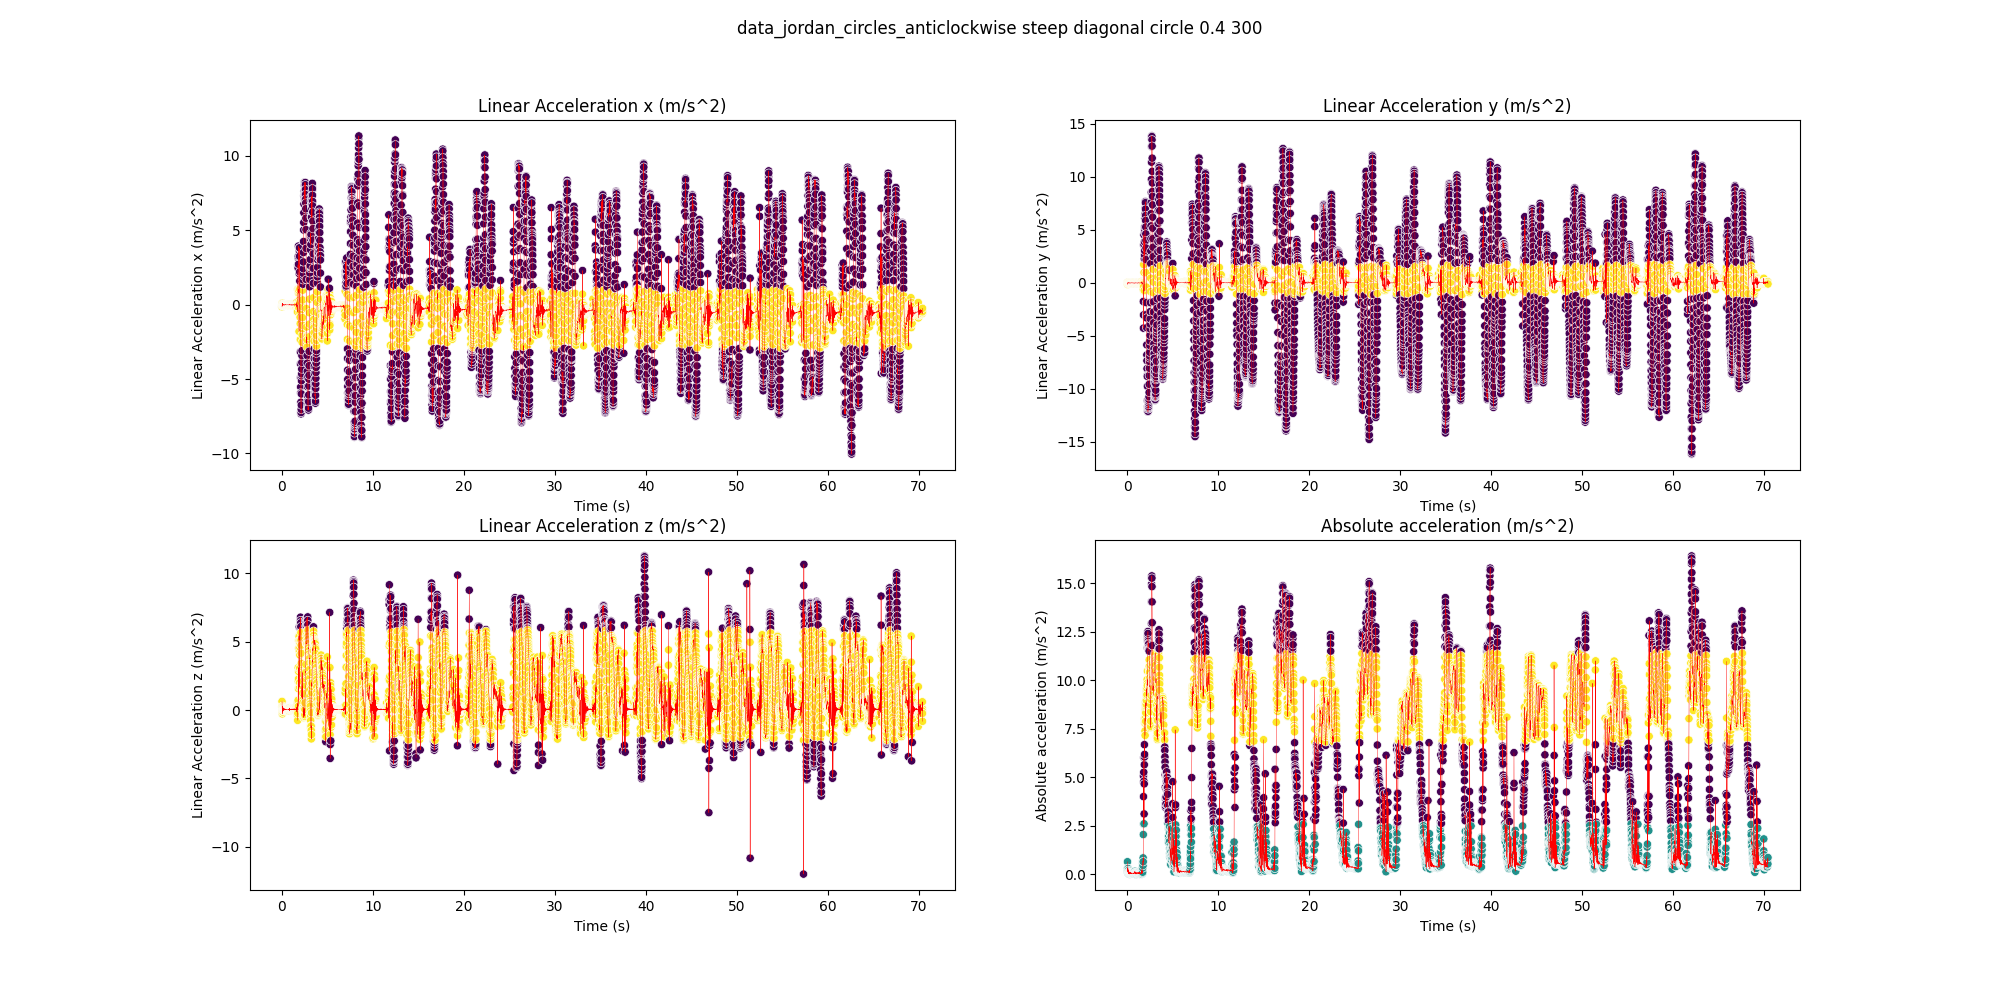 data_jordan_circles_anticlockwise steep diagonal circle 0.4 300
Linear Acceleration x (m/s^2)
Linear Acceleration x (m/s^2)
10
5
0
−5
−10
0 10 20 30 40 50 60 70
Time (s)
Linear Acceleration y (m/s^2)
Linear Acceleration y (m/s^2)
15
10
5
0
−5
−10
−15
0 10 20 30 40 50 60 70
Time (s)
Linear Acceleration z (m/s^2)
Linear Acceleration z (m/s^2)
10
5
0
−5
−10
0 10 20 30 40 50 60 70
Time (s)
Absolute acceleration (m/s^2)
Absolute acceleration (m/s^2)
15.0
12.5
10.0
7.5
5.0
2.5
0.0
0 10 20 30 40 50 60 70
Time (s)